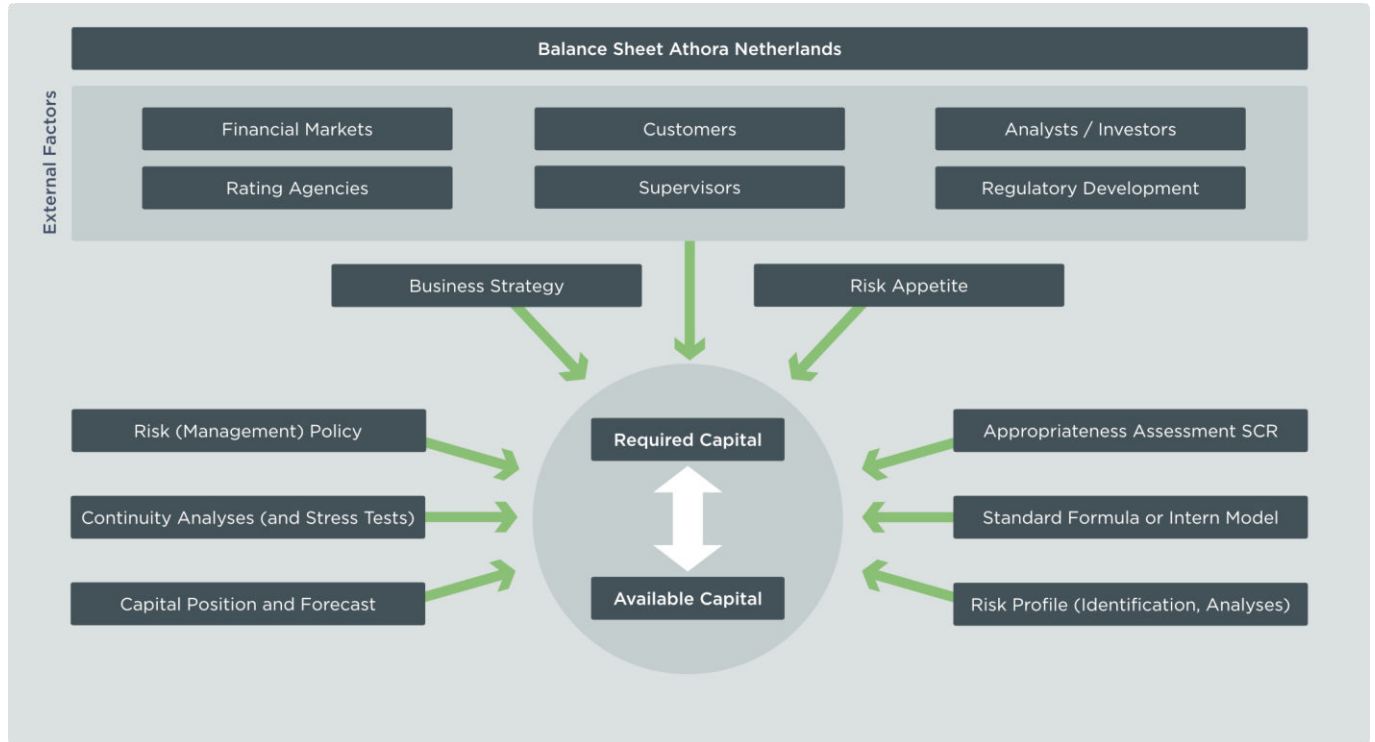 Balance Sheet Athora Netherlands
External Factors
Financial Markets
Customers
Analysts / Investors
Rating Agencies
Supervisors
Regulatory Development
Business Strategy
Risk Appetite
Risk (Management) Policy
Required Capital
Appropriateness Assessment SCR
Continuity Analyses (and Stress Tests)
Standard Formula or Intern Model
Capital Position and Forecast
Available Capital
Risk Profile (Identification, Analyses)